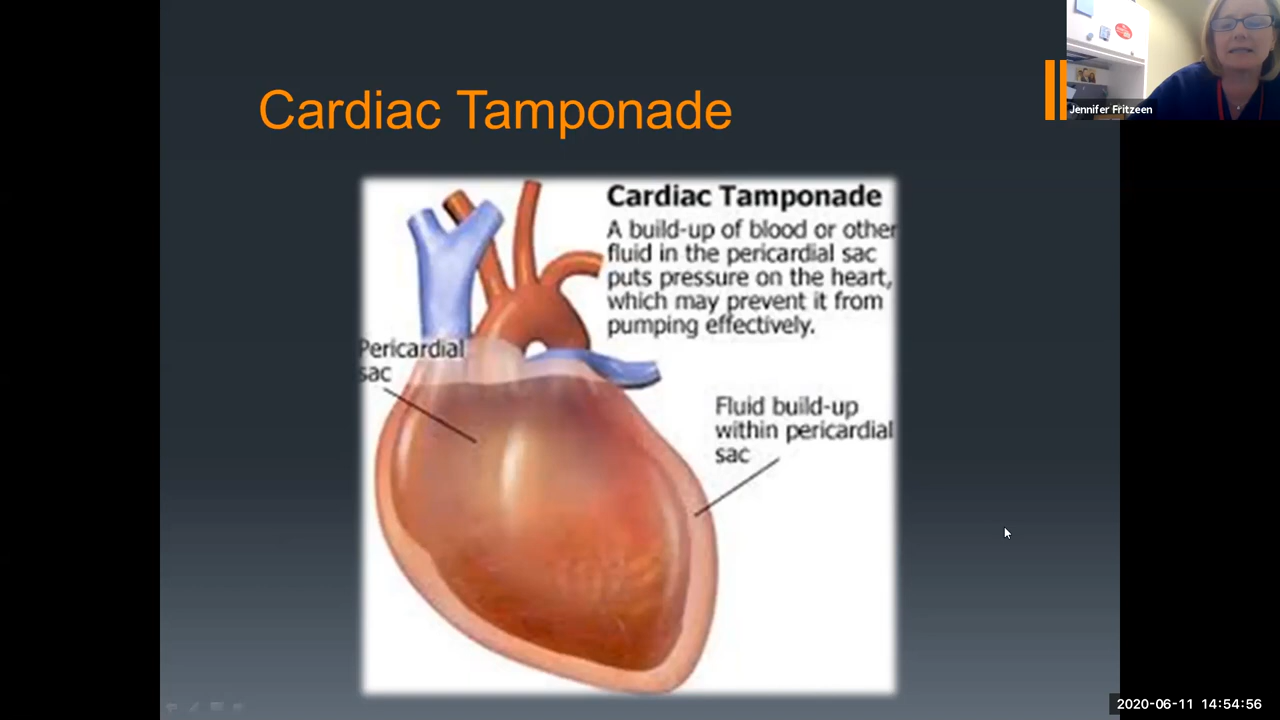 Cardiac Tamponade
Jennifer Fritzeen
Cardiac Tamponade
A build-up of blood or other
fluid in the pericardial sac
puts pressure on the heart,
which may prevent it from
pumping effectively.
Pericardial
sac
Fluid build-up
within pericardial
sac
2020-06-11 14:54:56